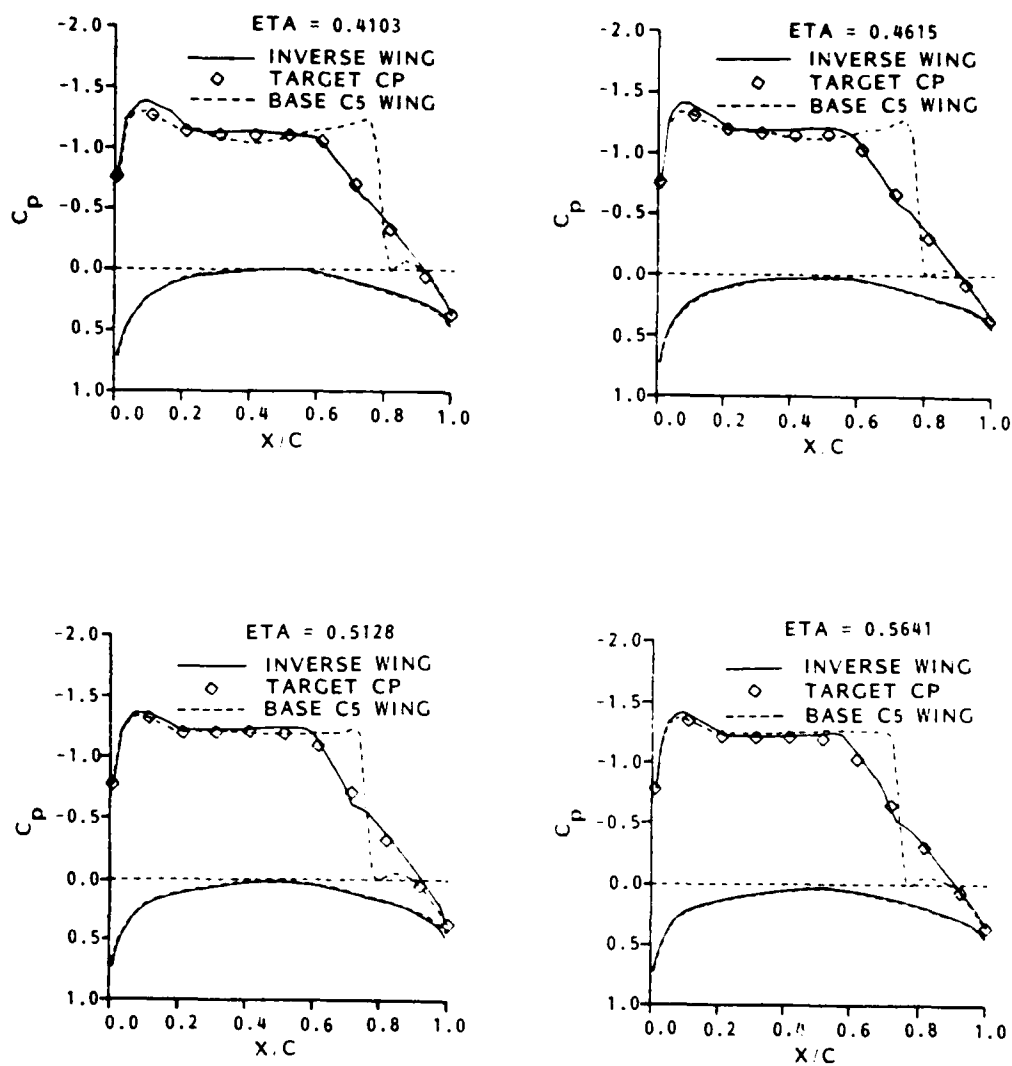 ETA = 0.4103
INVERSE WING
TARGET CP
BASE C5 WING
-2.0
-1.5
-1.0
-0.5
0.0
0.5
1.0
Cp
0.0 0.2 0.4 0.6 0.8 1.0
X/C
ETA = 0.4615
INVERSE WING
TARGET CP
BASE C5 WING
-2.0
-1.5
-1.0
-0.5
0.0
0.5
1.0
Cp
0.0 0.2 0.4 0.6 0.8 1.0
X/C
ETA = 0.5128
INVERSE WING
TARGET CP
BASE C5 WING
-2.0
-1.5
-1.0
-0.5
0.0
0.5
1.0
Cp
0.0 0.2 0.4 0.6 0.8 1.0
X/C
ETA = 0.5641
INVERSE WING
TARGET CP
BASE C5 WING
-2.0
-1.5
-1.0
-0.5
0.0
0.5
1.0
Cp
0.0 0.2 0.4 0.6 0.8 1.0
X/C